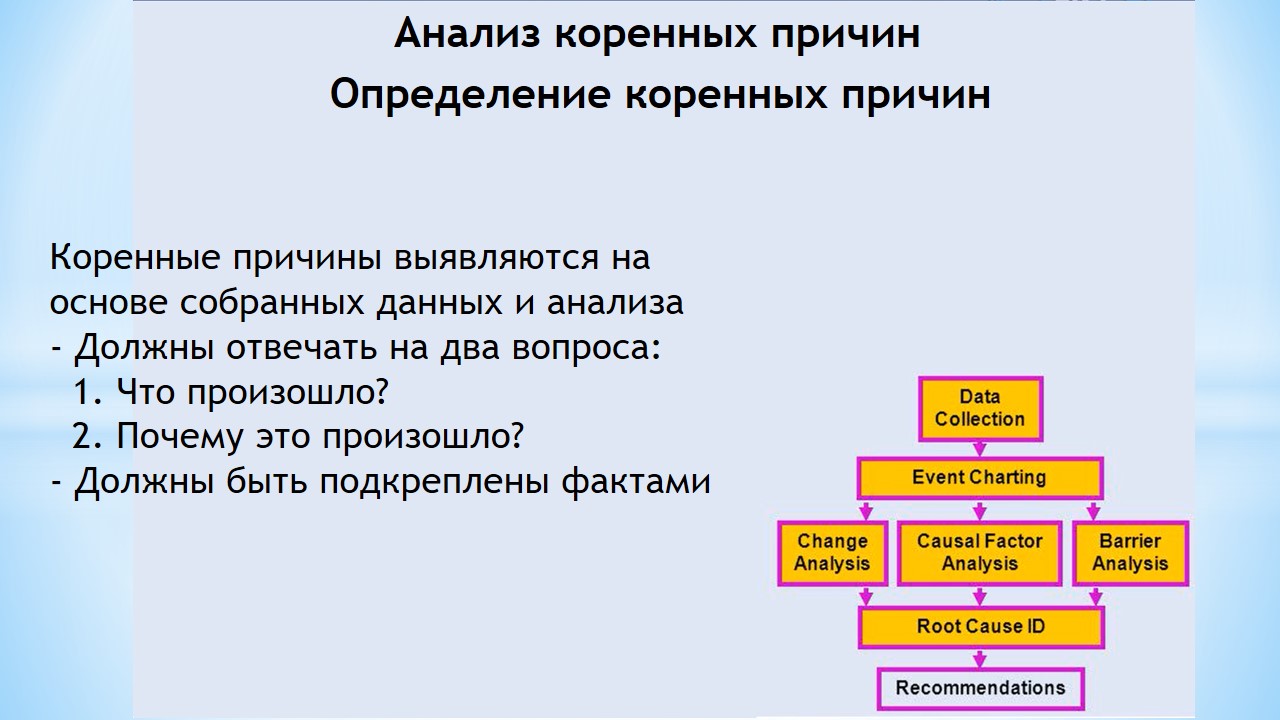 Анализ коренных причин
Определение коренных причин
Коренные причины выявляются на
основе собранных данных и анализа
- Должны отвечать на два вопроса:
1. Что произошло?
2. Почему это произошло?
- Должны быть подкреплены фактами
Data
Collection
Event Charting
Change
Analysis
Causal Factor
Analysis
Barrier
Analysis
Root Cause ID
Recommendations